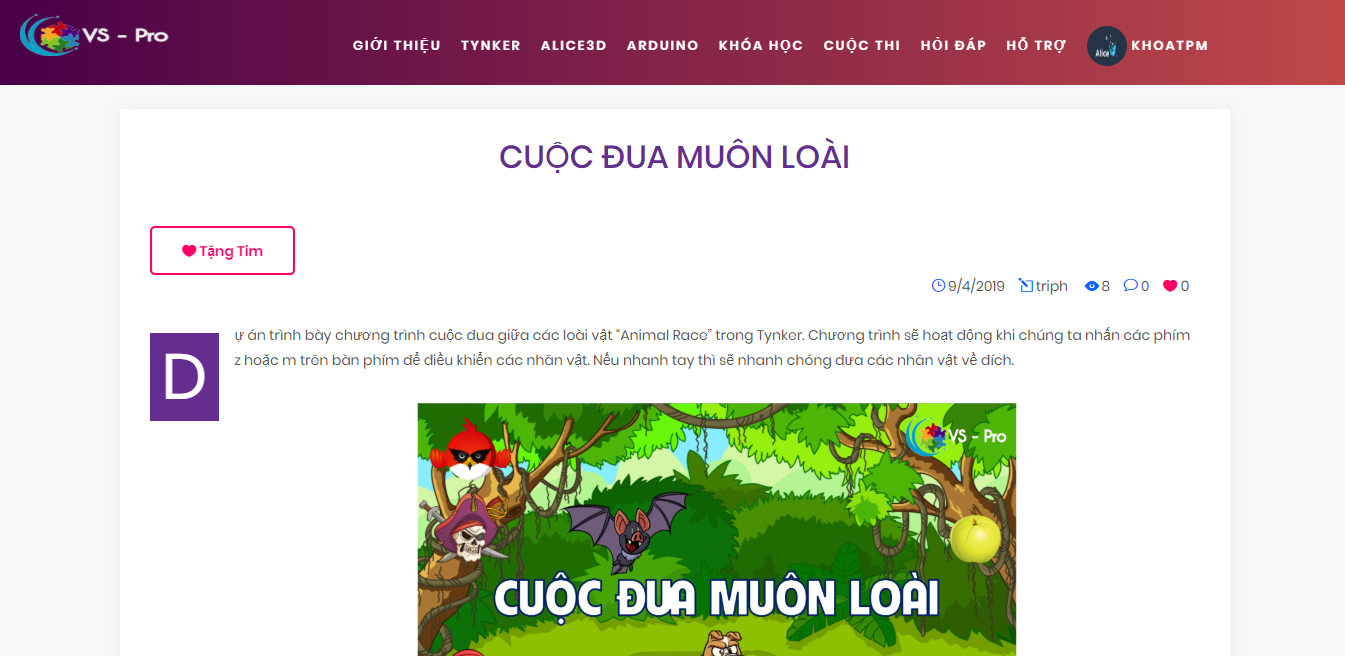 VS - Pro
GIỚI THIỆU TYNKER ALICE3D ARDUINO KHÓA HỌC CUỘC THI HỎI ĐÁP HỖ TRỢ Alice KHOATPM
CUỘC ĐUA MUÔN LOÀI
Tặng Tim
9/4/2019 triph 8 0 0
Dự án trình bày chương trình cuộc đua giữa các loài vật “Animal Race” trong Tynker. Chương trình sẽ hoạt động khi chúng ta nhấn các phím
z hoặc m trên bàn phím để điều khiển các nhân vật. Nếu nhanh tay thì sẽ nhanh chóng đưa các nhân vật về đích.
VS - Pro
CUỘC ĐUA MUÔN LOÀI